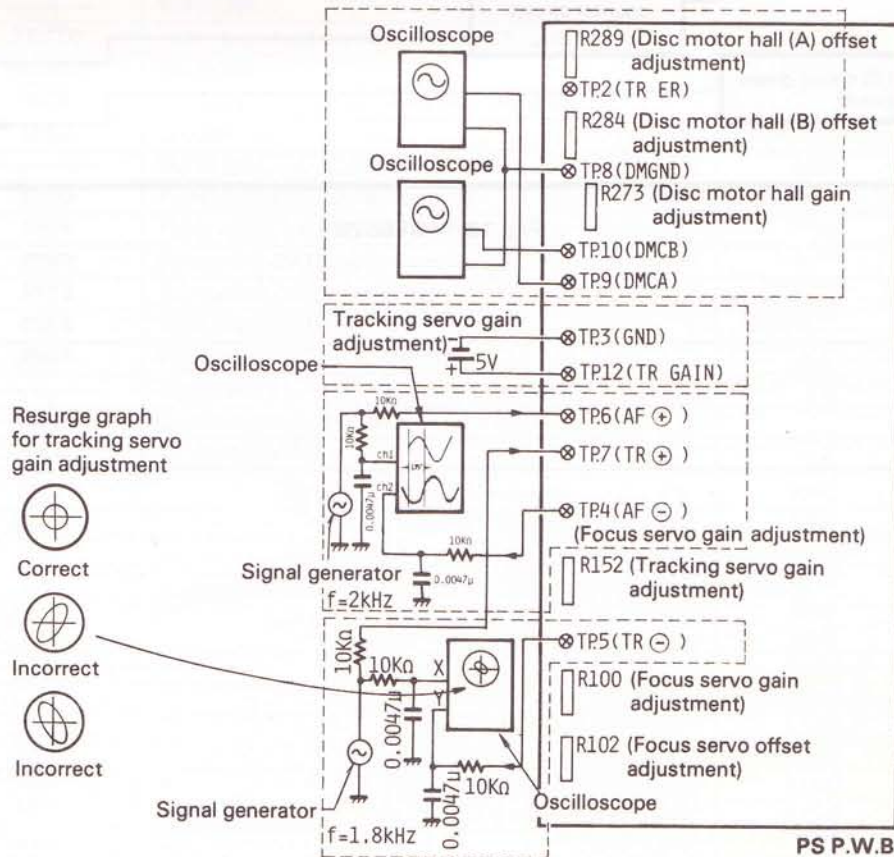 Oscilloscope
R289 (Disc motor hall (A) offset
adjustment)
TP.2(TR ER)
R284 (Disc motor hall (B) offset
adjustment)
Oscilloscope
TP.8(DMGND)
R273 (Disc motor hall gain
adjustment)
TP.10(DMCB)
TP.9(DMCA)
Tracking servo gain
adjustment)
- 
+ 5V
TP.3(GND)
TP.12(TR GAIN)
Oscilloscope
10KΩ
10KΩ
ch1
ch2
0.0047μ
TP.6(AF ⊕ )
TP.7(TR ⊕ )
TP.4(AF ⊖ )
(Focus servo gain adjustment)
10KΩ
0.0047μ
Signal generator
f=2kHz
R152 (Tracking servo gain
adjustment)
Resurge graph
for tracking servo
gain adjustment
Correct
Incorrect
Incorrect
TP.5(TR ⊖ )
10KΩ
10KΩ
X
Y
0.0047μ
R100 (Focus servo gain
adjustment)
R102 (Focus servo offset
adjustment)
10KΩ
0.0047μ
Oscilloscope
Signal generator
f=1.8kHz
PS P.W.B